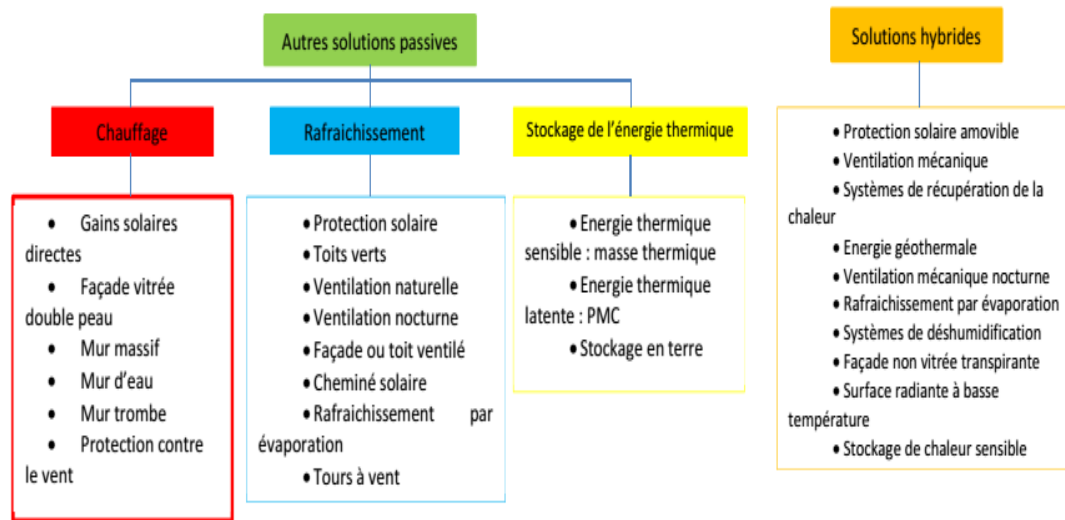 Autres solutions passives
Solutions hybrides
Chauffage
Rafraichissement
Stockage de l'énergie thermique
• Gains solaires
directes
• Façade vitrée
double peau
• Mur massif
• Mur d'eau
• Mur trombe
• Protection contre
le vent
• Protection solaire
• Toits verts
• Ventilation naturelle
• Ventilation nocturne
• Façade ou toit ventilé
• Cheminé solaire
• Rafraichissement par
évaporation
• Tours à vent
• Energie thermique
sensible : masse thermique
• Energie thermique
latente : PMC
• Stockage en terre
• Protection solaire amovible
• Ventilation mécanique
• Systèmes de récupération de la
chaleur
• Energie géothermale
• Ventilation mécanique nocturne
• Rafraichissement par évaporation
• Systèmes de déshumidification
• Façade non vitrée transpirante
• Surface radiante à basse
température
• Stockage de chaleur sensible